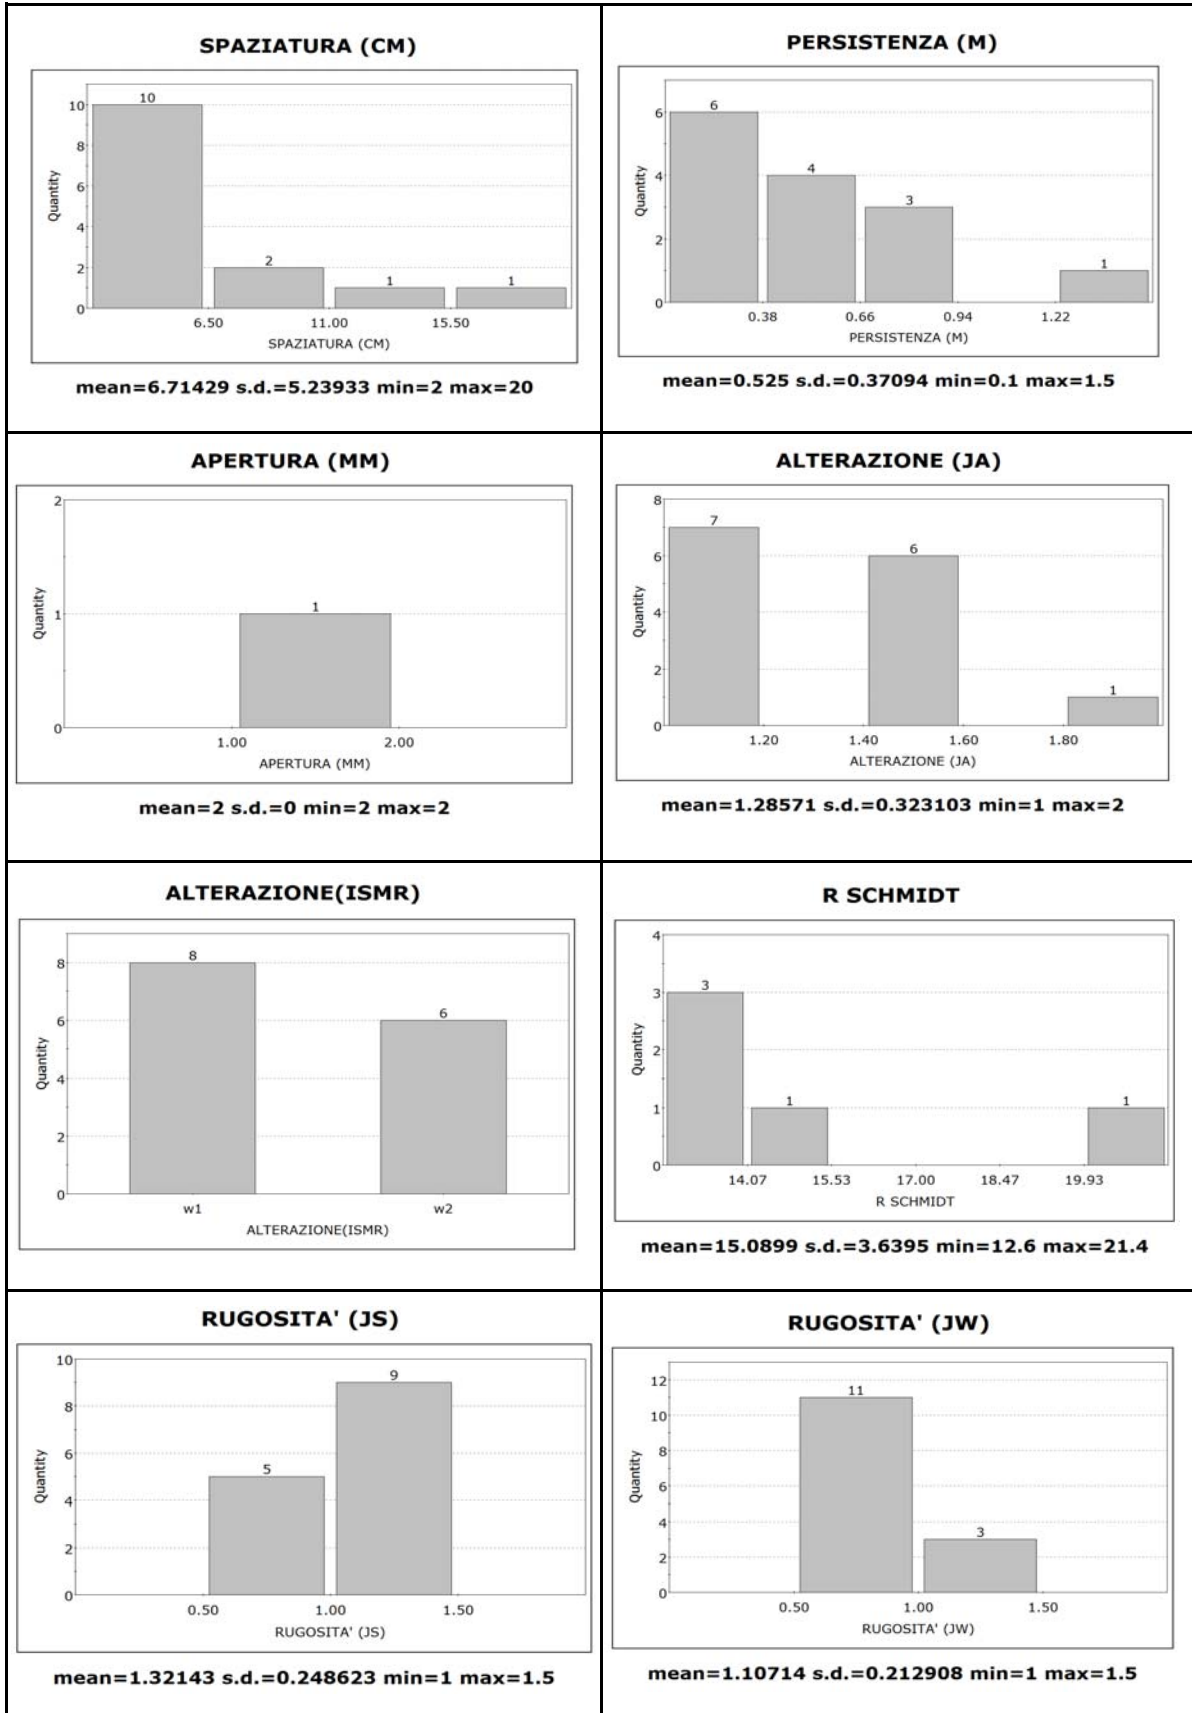 SPAZIATURA (CM)
10
10
8
6
4
2
0
Quantity
2
1
1
6.50 11.00 15.50
SPAZIATURA (CM)
mean=6.71429 s.d.=5.23933 min=2 max=20
PERSISTENZA (M)
6
4
2
0
Quantity
6
4
3
1
0.38 0.66 0.94 1.22
PERSISTENZA (M)
mean=0.525 s.d.=0.37094 min=0.1 max=1.5
APERTURA (MM)
2
1
0
Quantity
1
1.00 2.00
APERTURA (MM)
mean=2 s.d.=0 min=2 max=2
ALTERAZIONE (JA)
8
6
4
2
0
Quantity
7
6
1
1.20 1.40 1.60 1.80
ALTERAZIONE (JA)
mean=1.28571 s.d.=0.323103 min=1 max=2
ALTERAZIONE(ISMR)
8
6
4
2
0
Quantity
8
6
w1 w2
ALTERAZIONE(ISMR)
R SCHMIDT
4
3
2
1
0
Quantity
3
1
1
14.07 15.53 17.00 18.47 19.93
R SCHMIDT
mean=15.0899 s.d.=3.6395 min=12.6 max=21.4
RUGOSITA' (JS)
10
8
6
4
2
0
Quantity
5
9
0.50 1.00 1.50
RUGOSITA' (JS)
mean=1.32143 s.d.=0.248623 min=1 max=1.5
RUGOSITA' (JW)
12
10
8
6
4
2
0
Quantity
11
3
0.50 1.00 1.50
RUGOSITA' (JW)
mean=1.10714 s.d.=0.212908 min=1 max=1.5